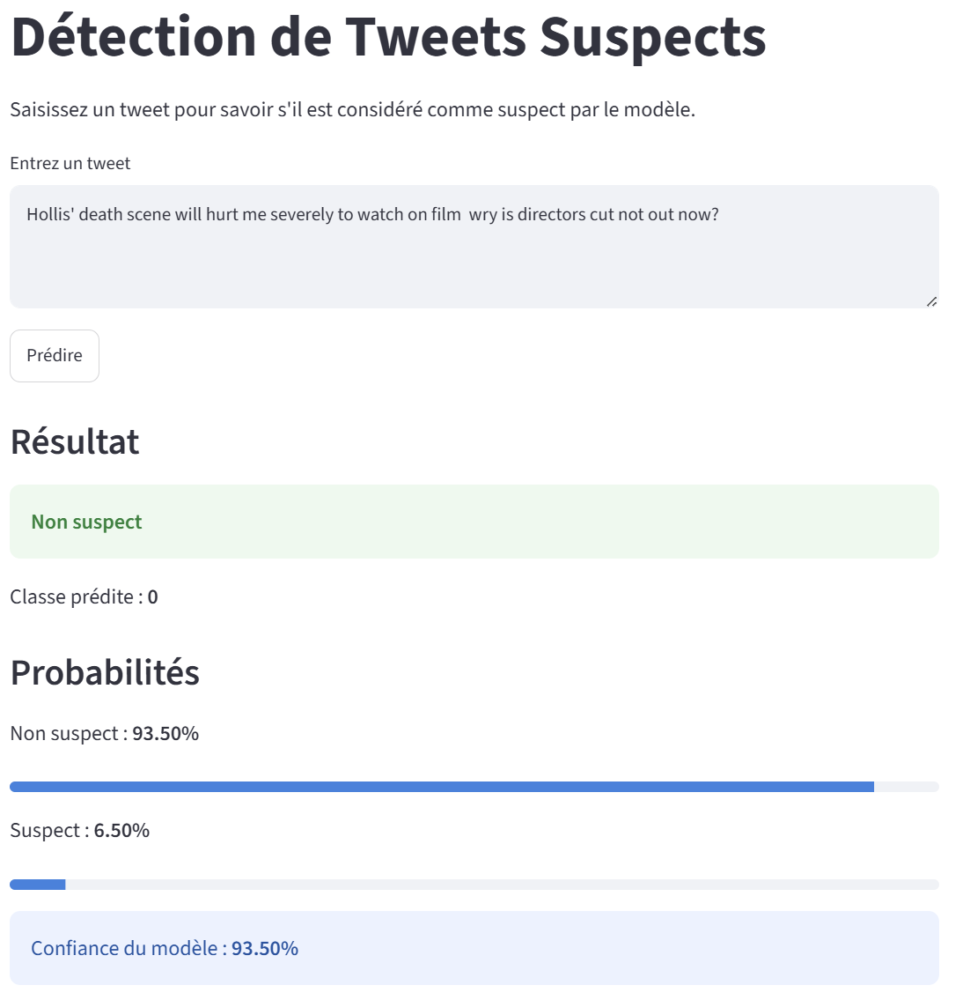 Détection de Tweets Suspects
Saisissez un tweet pour savoir s'il est considéré comme suspect par le modèle.
Entrez un tweet
Hollis' death scene will hurt me severely to watch on film  wry is directors cut not out now?
Prédire
Résultat
Non suspect
Classe prédite : 0
Probabilités
Non suspect : 93.50%
Suspect : 6.50%
Confiance du modèle : 93.50%